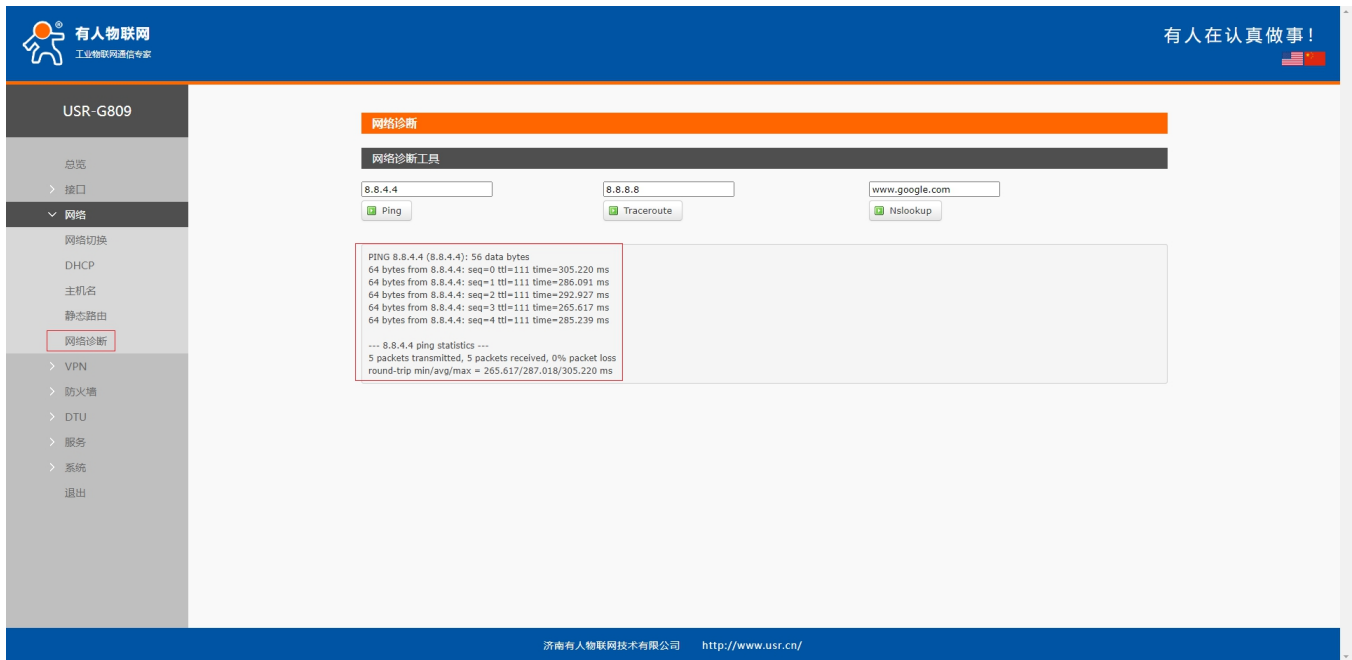 有人物联网
工业物联网通信专家
有人在认真做事!
USR-G809
总览
接口
网络
网络切换
DHCP
主机名
静态路由
网络诊断
VPN
防火墙
DTU
服务
系统
退出
网络诊断
网络诊断工具
8.8.4.4 8.8.8.8 www.google.com
Ping Traceroute Nslookup
PING 8.8.4.4 (8.8.4.4): 56 data bytes
64 bytes from 8.8.4.4: seq=0 ttl=111 time=305.220 ms
64 bytes from 8.8.4.4: seq=1 ttl=111 time=286.091 ms
64 bytes from 8.8.4.4: seq=2 ttl=111 time=292.927 ms
64 bytes from 8.8.4.4: seq=3 ttl=111 time=265.617 ms
64 bytes from 8.8.4.4: seq=4 ttl=111 time=285.239 ms
--- 8.8.4.4 ping statistics ---
5 packets transmitted, 5 packets received, 0% packet loss
round-trip min/avg/max = 265.617/287.018/305.220 ms
济南有人物联网技术有限公司 http://www.usr.cn/